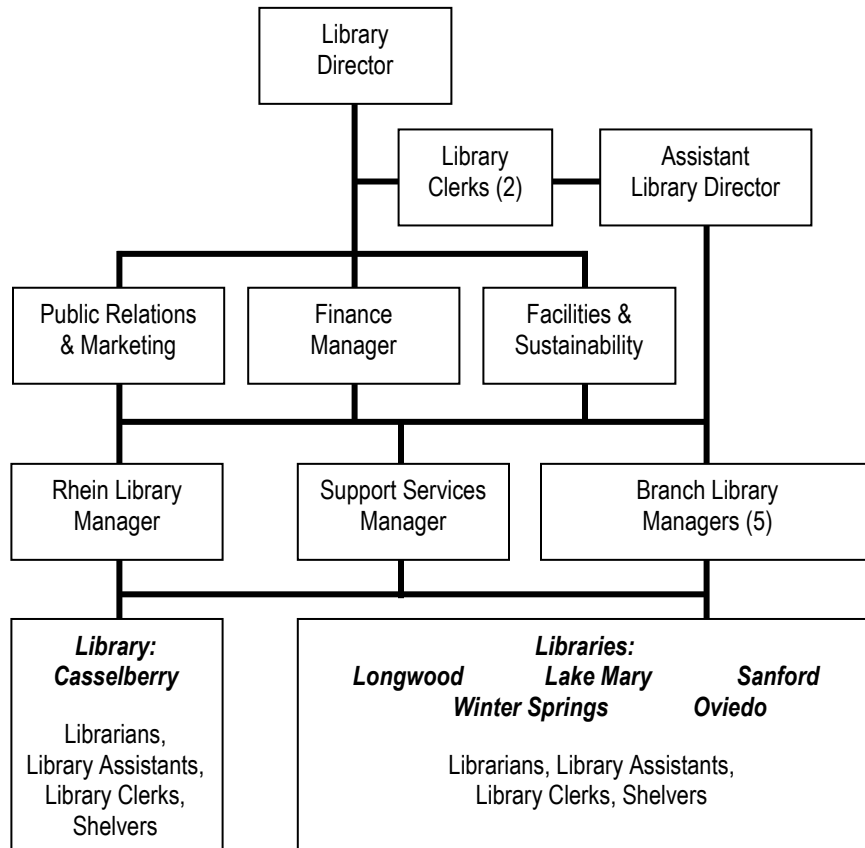 Library
Director
Library
Clerks (2)
Assistant
Library Director
Public Relations
& Marketing
Finance
Manager
Facilities &
Sustainability
Rhein Library
Manager
Support Services
Manager
Branch Library
Managers (5)
Library:
Casselberry
Librarians,
Library Assistants,
Library Clerks,
Shelvers
Libraries:
Longwood Lake Mary Sanford
Winter Springs Oviedo
Librarians, Library Assistants,
Library Clerks, Shelvers